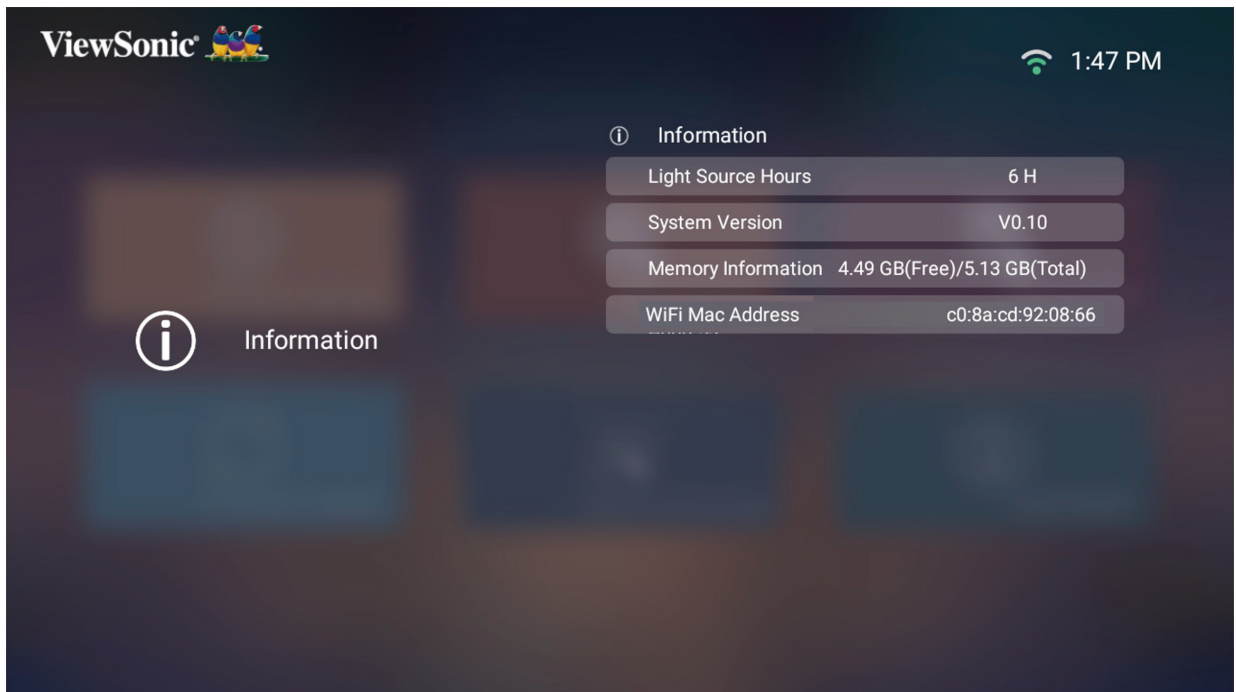 ViewSonic®
1:47 PM
Information
Light Source Hours 6 H
System Version V0.10
Memory Information 4.49 GB(Free)/5.13 GB(Total)
WiFi Mac Address c0:8a:cd:92:08:66
Information